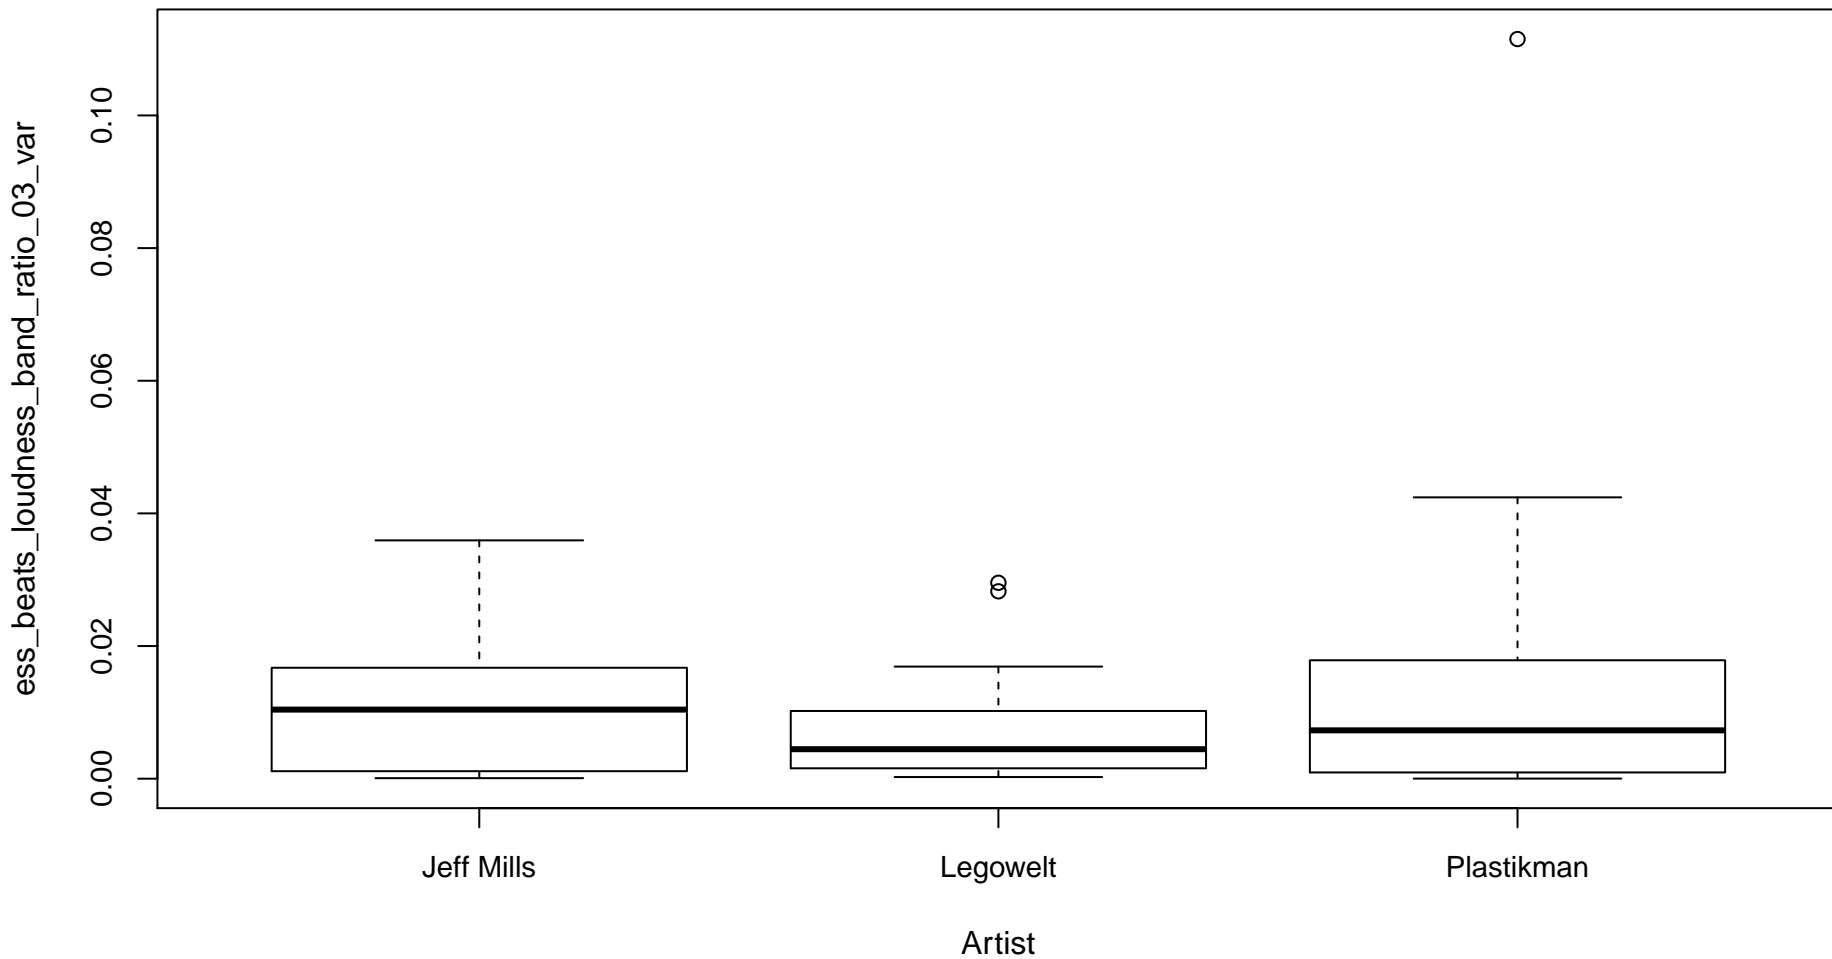 ess_beats_loudness_band_ratio_03_var
0.10
0.08
0.06
0.04
0.02
0.00
Jeff Mills
Legowelt
Plastikman
Artist